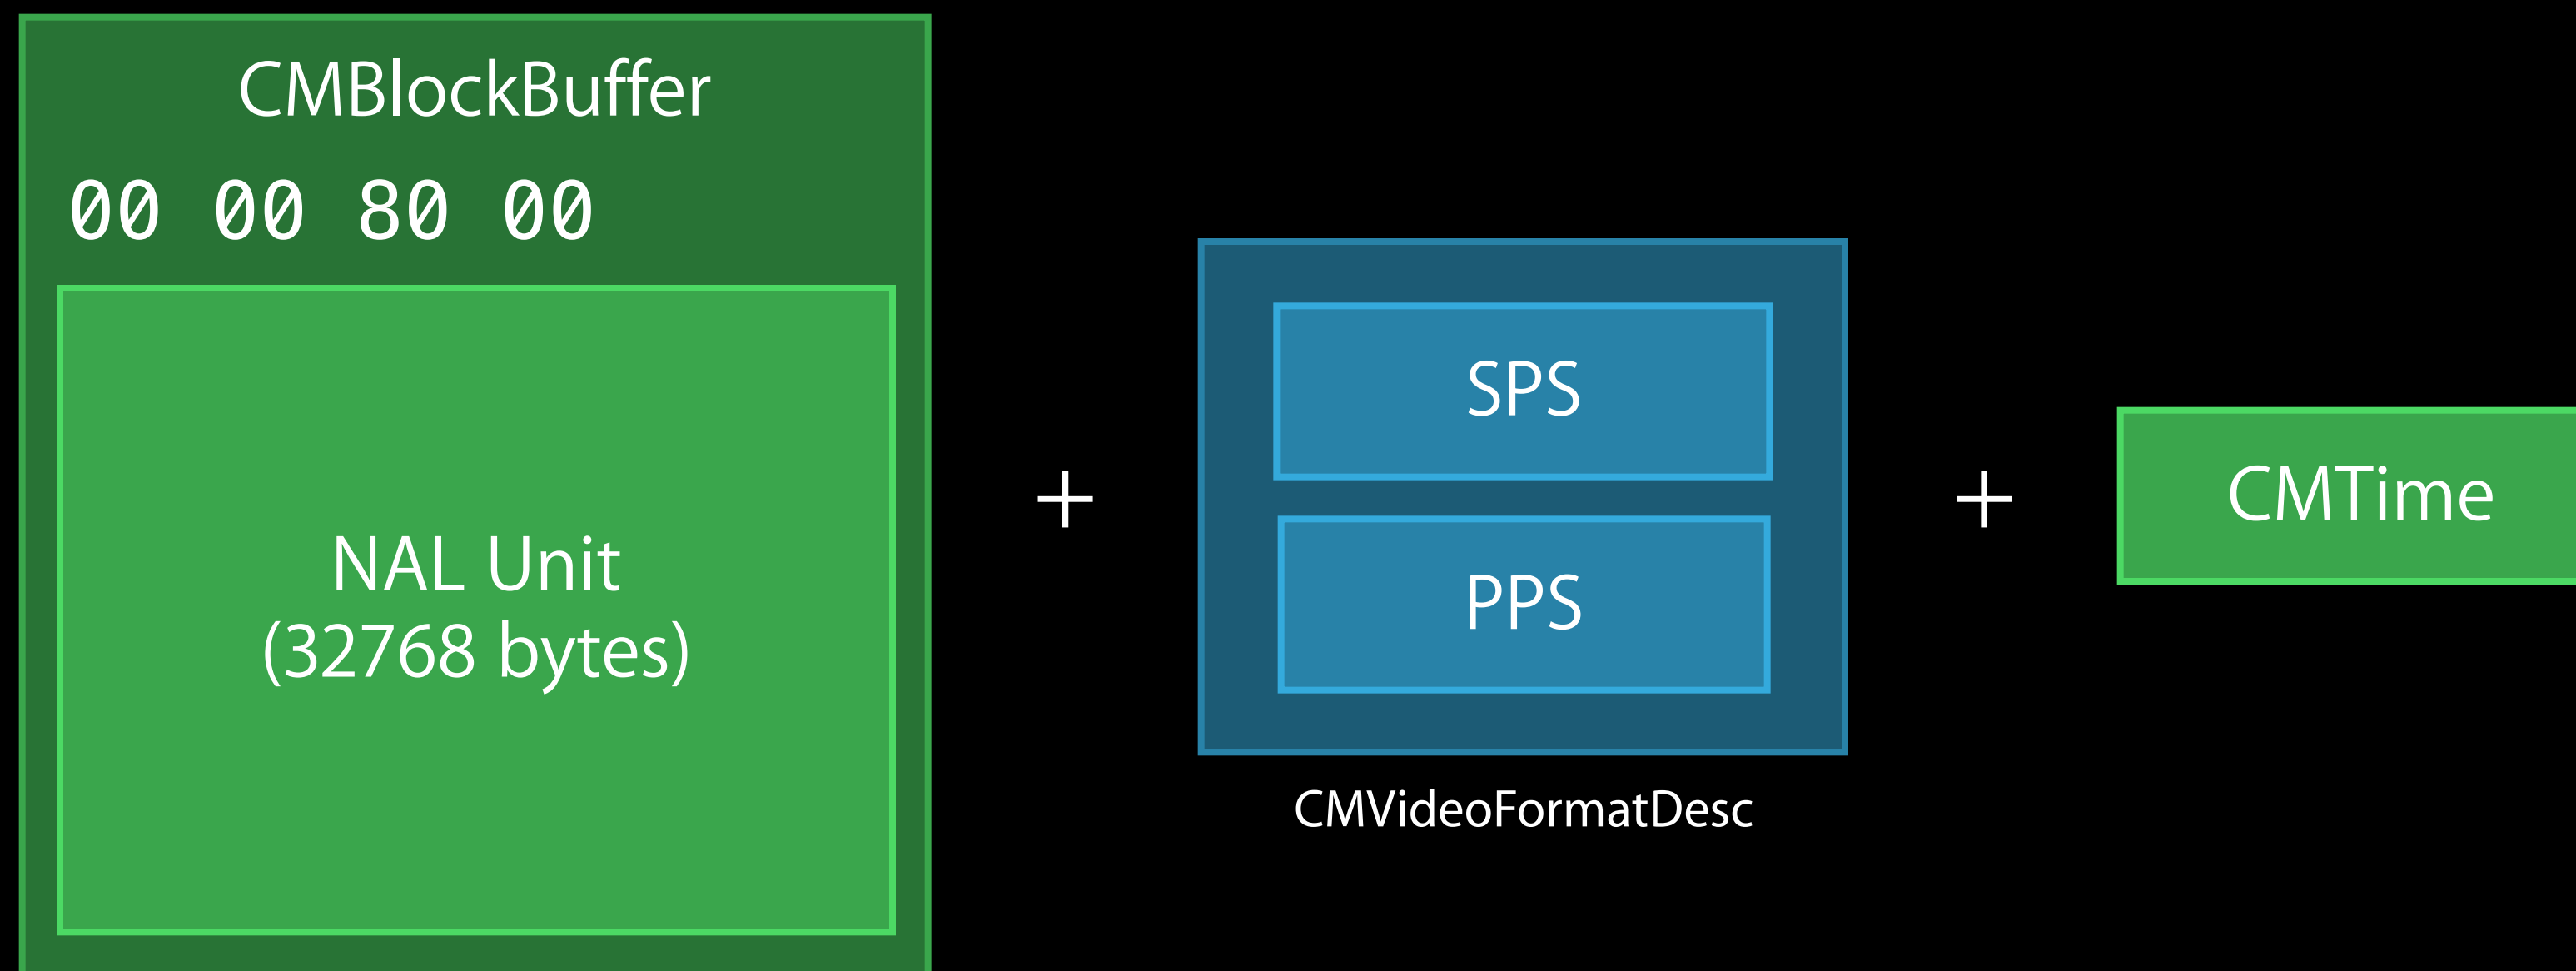 CMBlockBuffer
00 00 80 00
NAL Unit
(32768 bytes)
+
SPS
PPS
CMVideoFormatDesc
+
CMTime